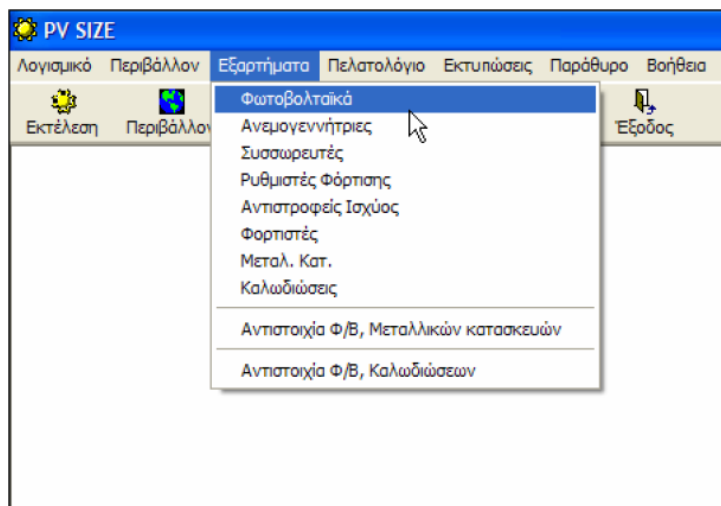 PV SIZE
Λογισμικό Περιβάλλον Εξαρτήματα Πελατολόγιο Εκτυπώσεις Παράθυρο Βοήθεια
Εκτέλεση Περιβάλλον Έξοδος
Φωτοβολταϊκά
Ανεμογεννήτριες
Συσσωρευτές
Ρυθμιστές Φόρτισης
Αντιστροφείς Ισχύος
Φορτιστές
Μεταλ. Κατ.
Καλωδιώσεις
Αντιστοιχία Φ/Β, Μεταλλικών κατασκευών
Αντιστοιχία Φ/Β, Καλωδιώσεων